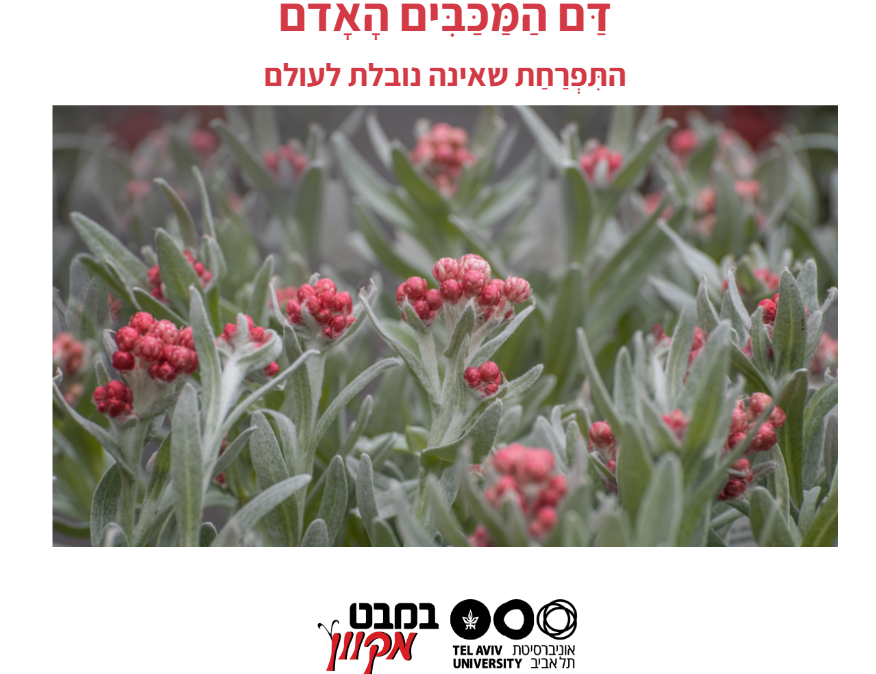 דַּם הַמַּכַּבִּים הָאָדֹם
התִּפְרַחַת שאינה נובלת לעולם
במבט
מקוון
TEL AVIV אוניברסיטת
UNIVERSITY תל אביב